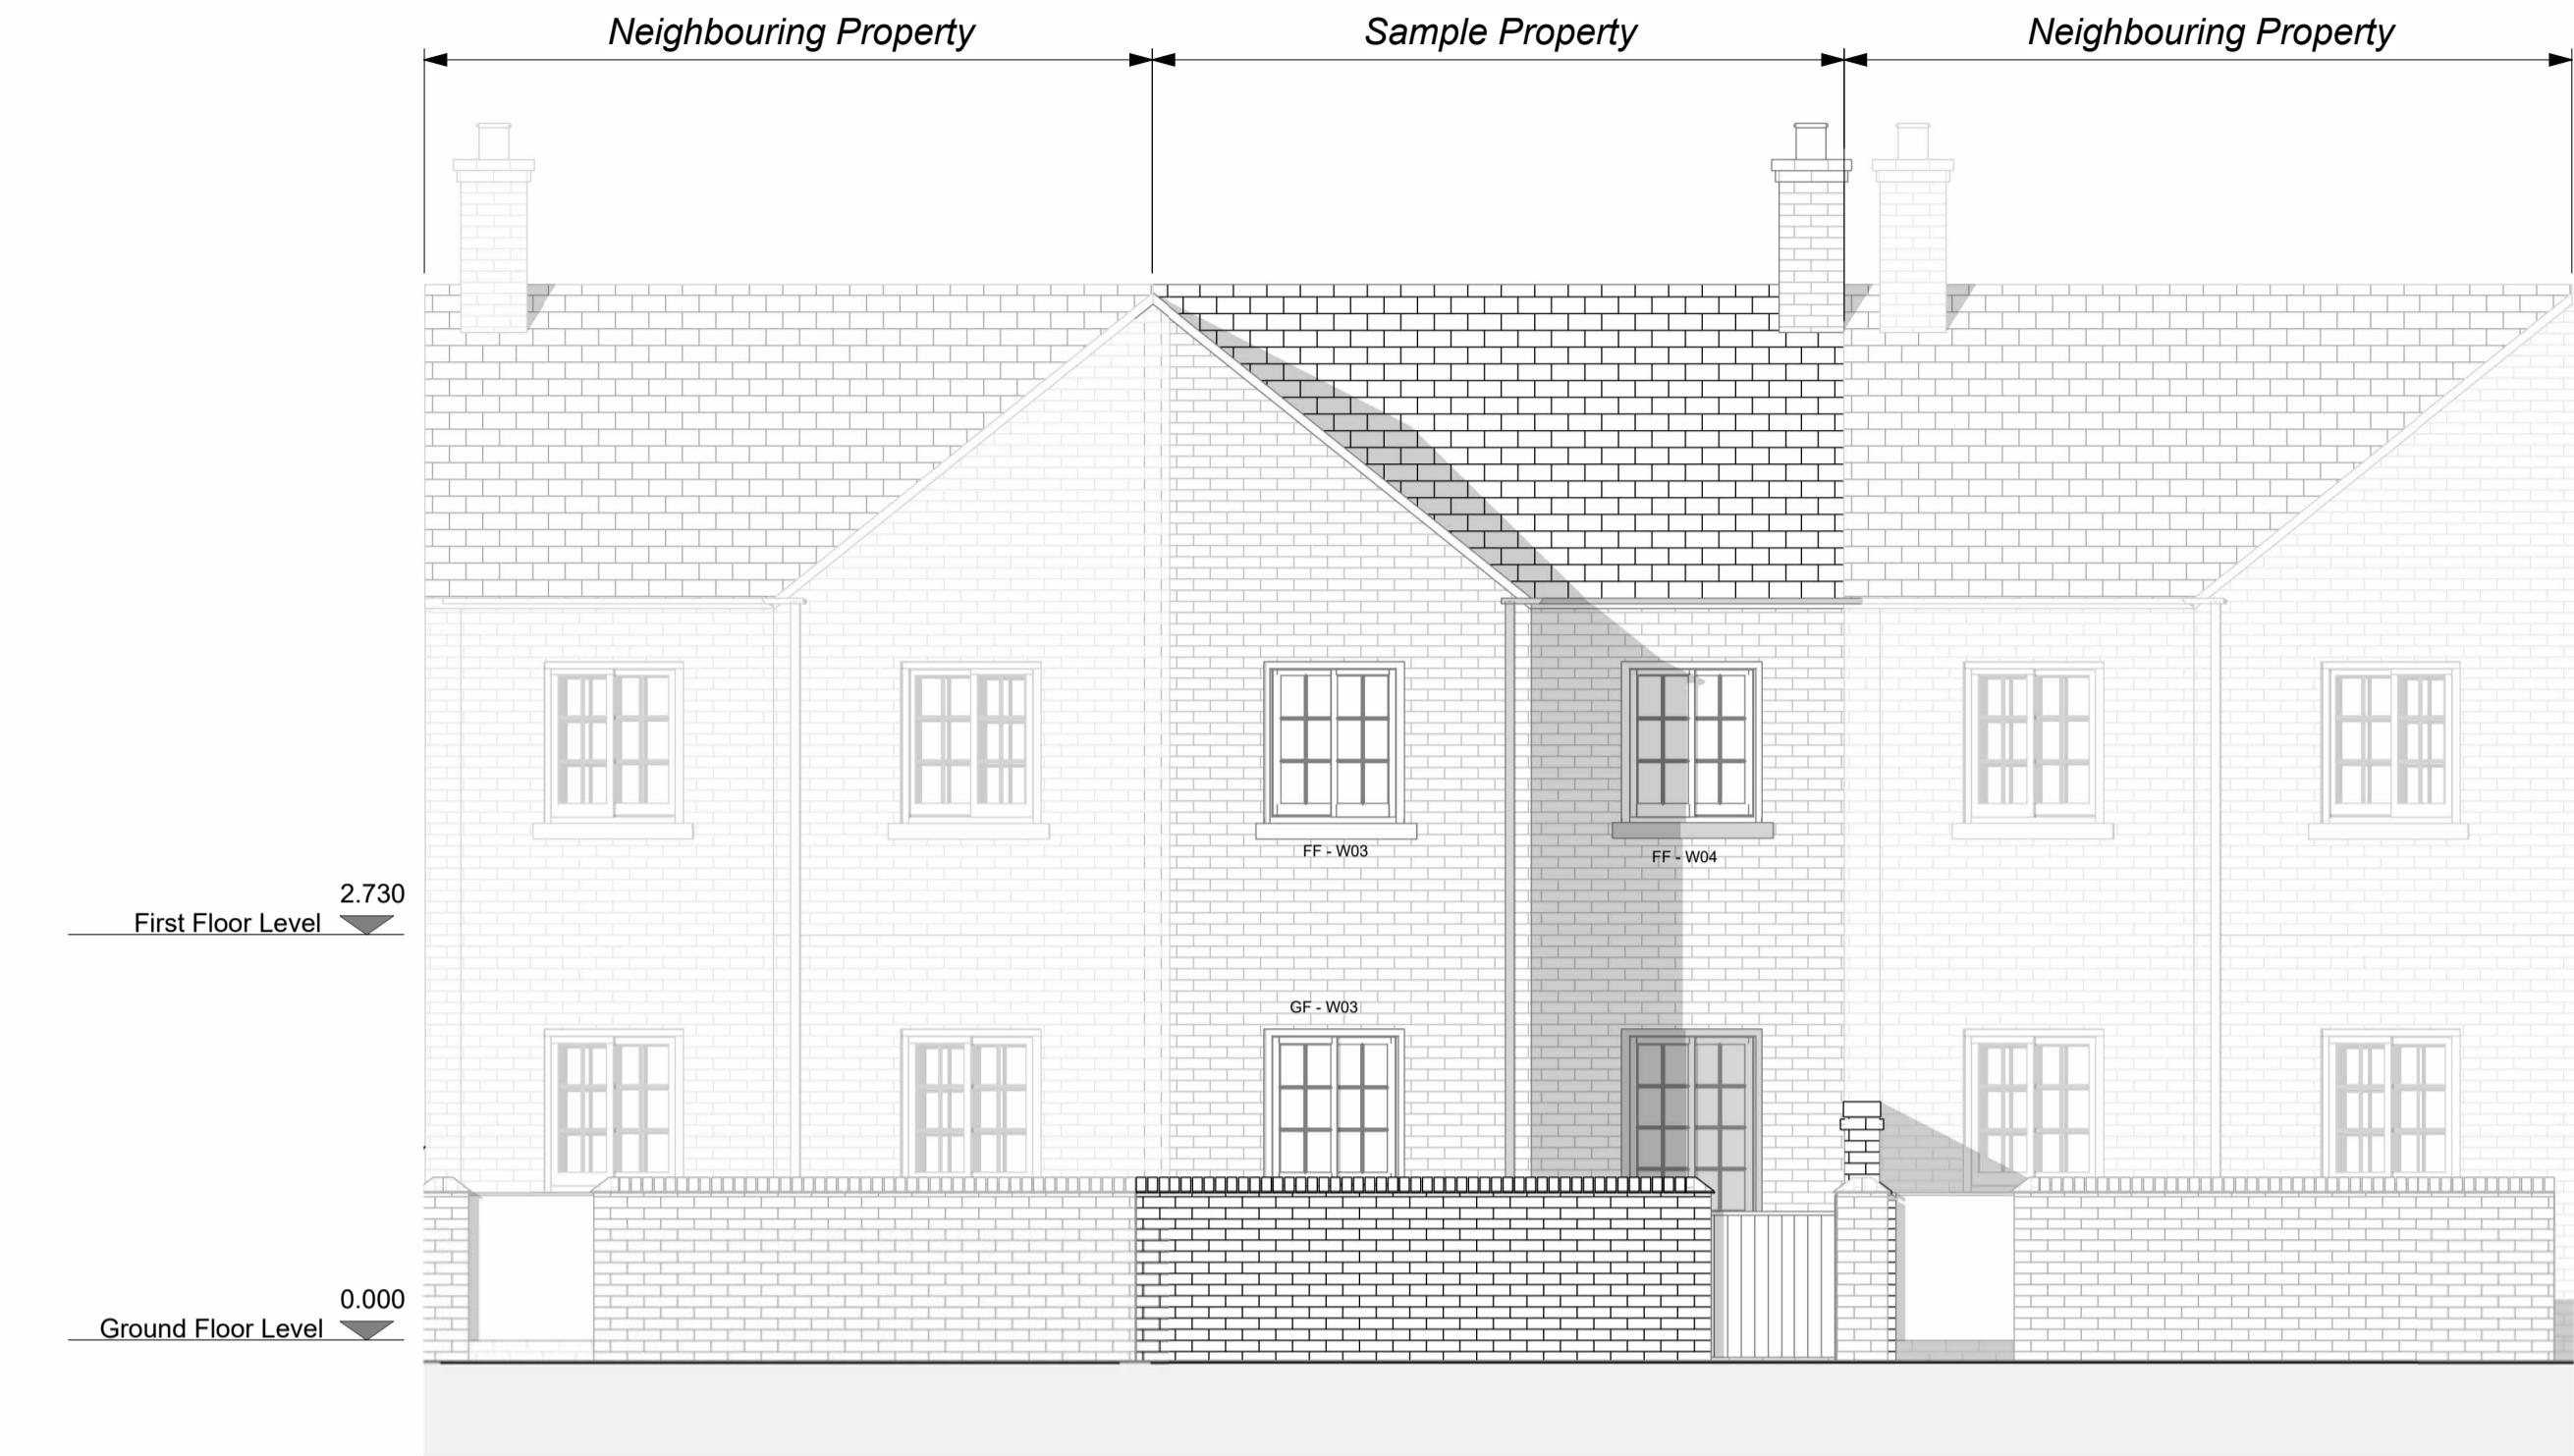 Neighbouring Property
Sample Property
Neighbouring Property
FF - W03
FF - W04
2.730
First Floor Level
GF - W03
0.000
Ground Floor Level